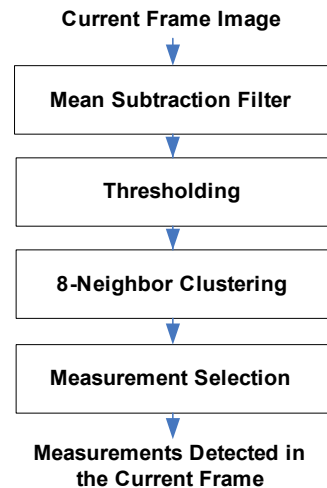 Current Frame Image
Mean Subtraction Filter
Thresholding
8-Neighbor Clustering
Measurement Selection
Measurements Detected in
the Current Frame